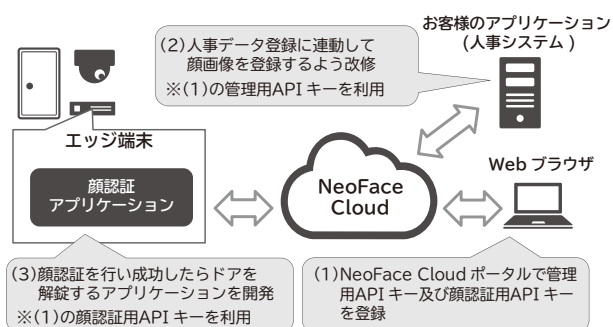 お客様のアプリケーション
(人事システム )
(2)人事データ登録に連動して
顔画像を登録するよう改修
※(1)の管理用API キーを利用
エッジ端末
顔認証
アプリケーション
NeoFace
Cloud
Web ブラウザ
(3)顔認証を行い成功したらドアを
解錠するアプリケーションを開発
※(1)の顔認証用API キーを利用
(1)NeoFace Cloud ポータルで管理
用API キー及び顔認証用API キー
を登録